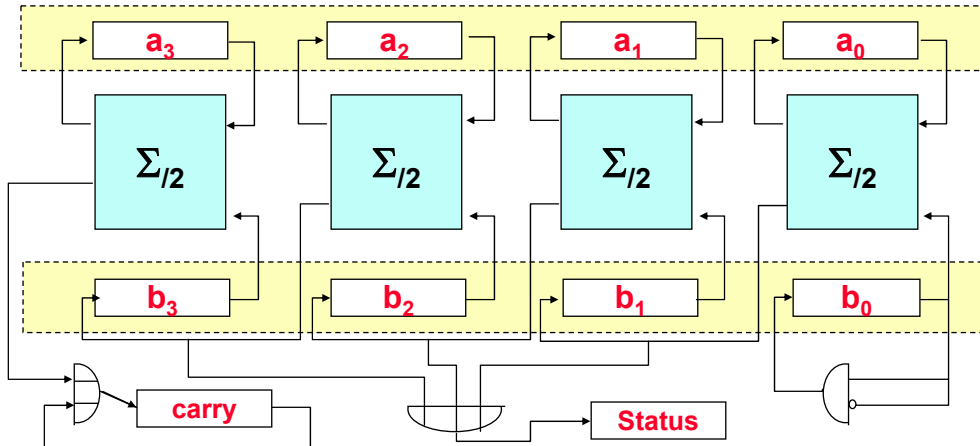 a₃ a₂ a₁ a₀
Σ/2 Σ/2 Σ/2 Σ/2
b₃ b₂ b₁ b₀
carry Status